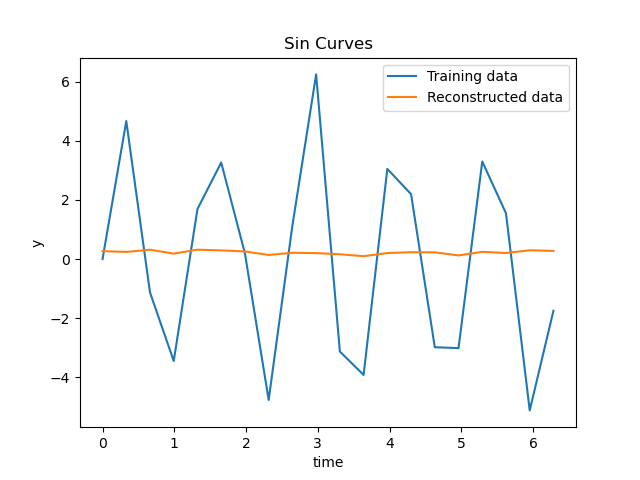 Sin Curves
Training data
Reconstructed data
6
4
2
0
−2
−4
y
0 1 2 3 4 5 6
time